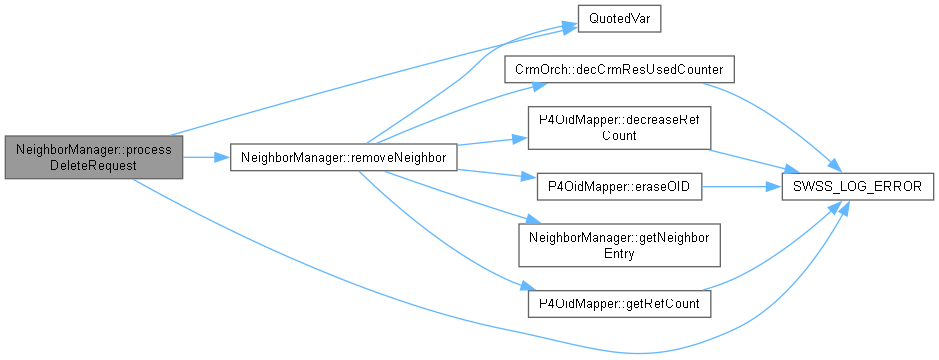 QuotedVar
CrmOrch::decCrmResUsedCounter
P4OidMapper::decreaseRef
Count
NeighborManager::process
DeleteRequest
NeighborManager::removeNeighbor
P4OidMapper::eraseOID
SWSS_LOG_ERROR
NeighborManager::getNeighbor
Entry
P4OidMapper::getRefCount